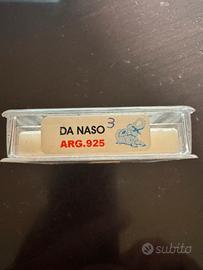 DA NASO 3
ARG.925
subito